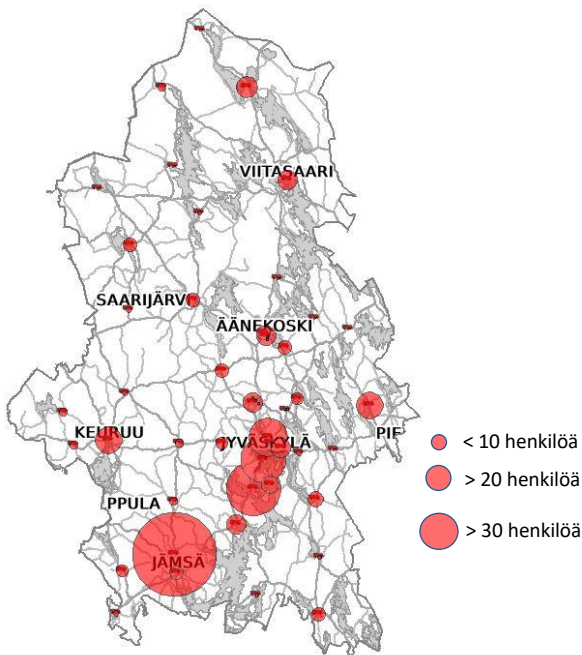 VIITASAARI
SAARIJÄRVI
ÄÄNEKOSKI
KEURUU
JYVÄSKYLÄ
PIE
PPULA
JÄMSÄ
< 10 henkilöä
> 20 henkilöä
> 30 henkilöä